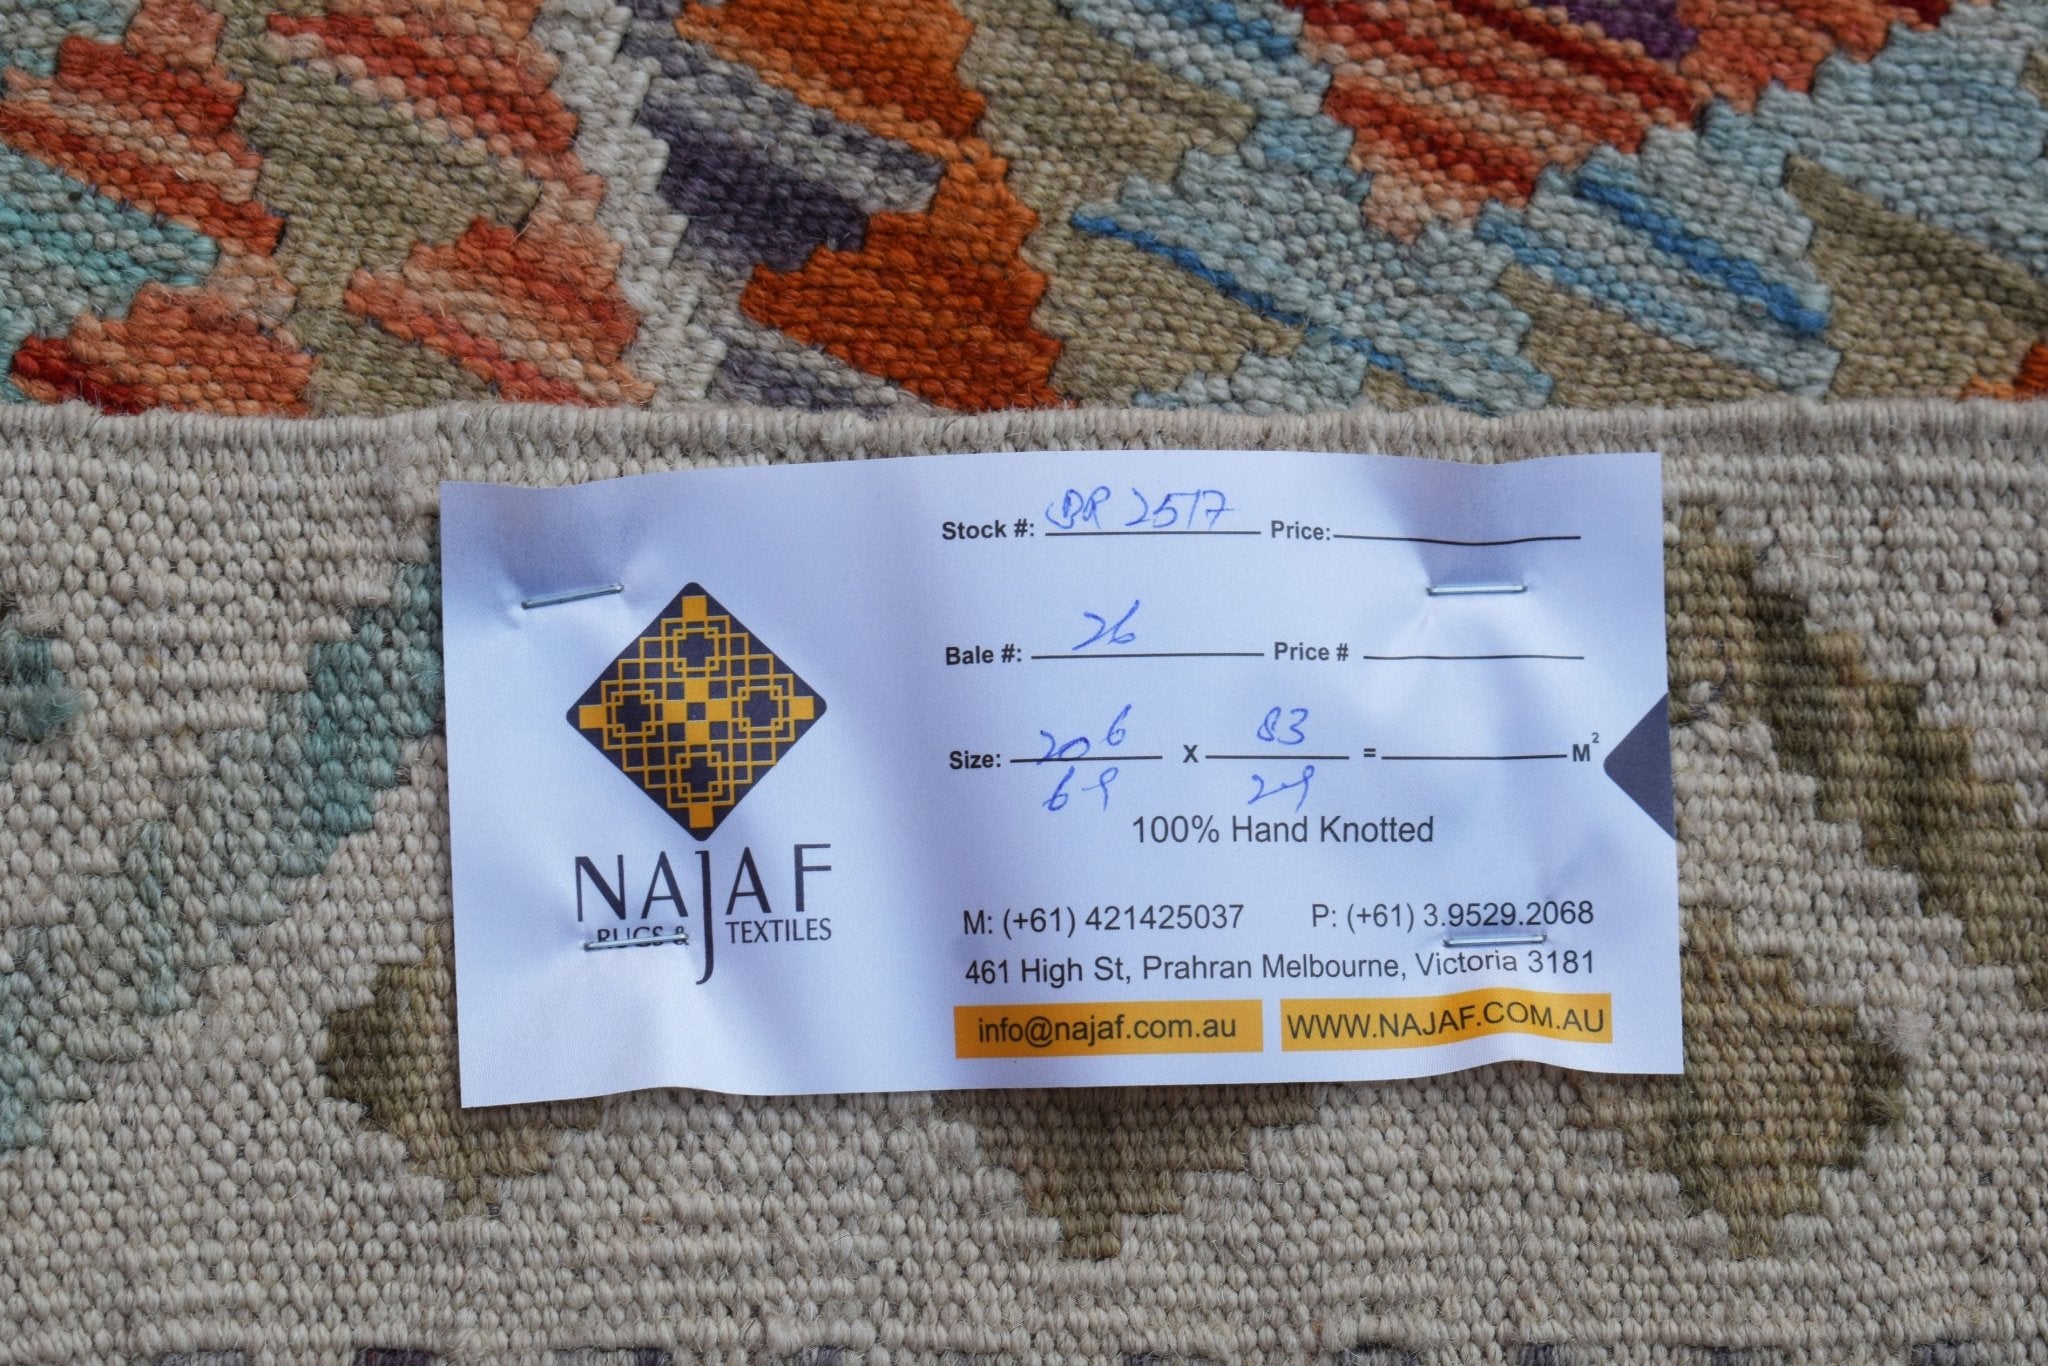 Stock #: BR 2517 Price:
Bale #: 26 Price #
Size: 206 X 83 = M²
69 29
100% Hand Knotted
NAJAF
RUGS & TEXTILES
M: (+61) 421425037 P: (+61) 3.9529.2068
461 High St, Prahran Melbourne, Victoria 3181
info@najaf.com.au WWW.NAJAF.COM.AU